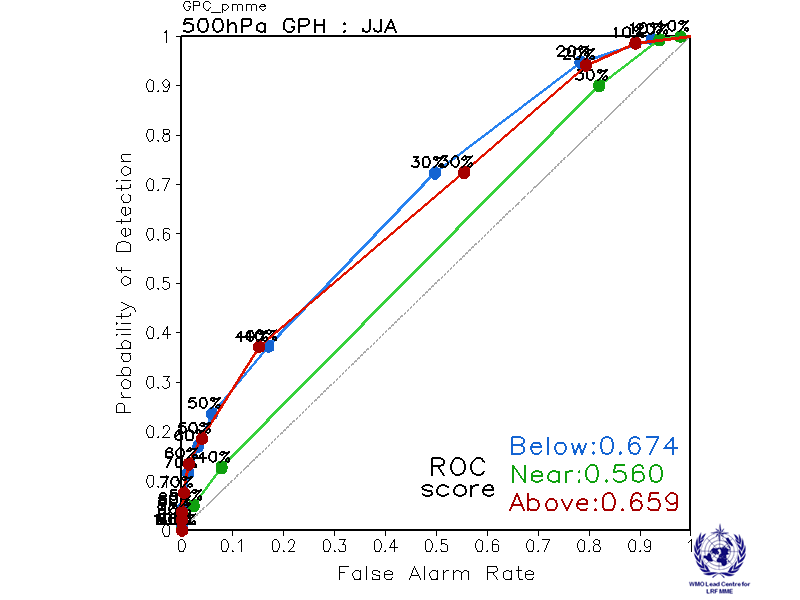 GPC_pmme
500hPa GPH : JJA
1
0.9
0.8
0.7
0.6
0.5
0.4
0.3
0.2
0.1
0
Probability of Detection
10%
10%
20%
20%
30%
30%
30%
40%
40%
50%
50%
60%
60%
70%
70%
ROC
score
Below:0.674
Near:0.560
Above:0.659
0 0.1 0.2 0.3 0.4 0.5 0.6 0.7 0.8 0.9 1
False Alarm Rate
WMO Lead Centre for
LRF MME